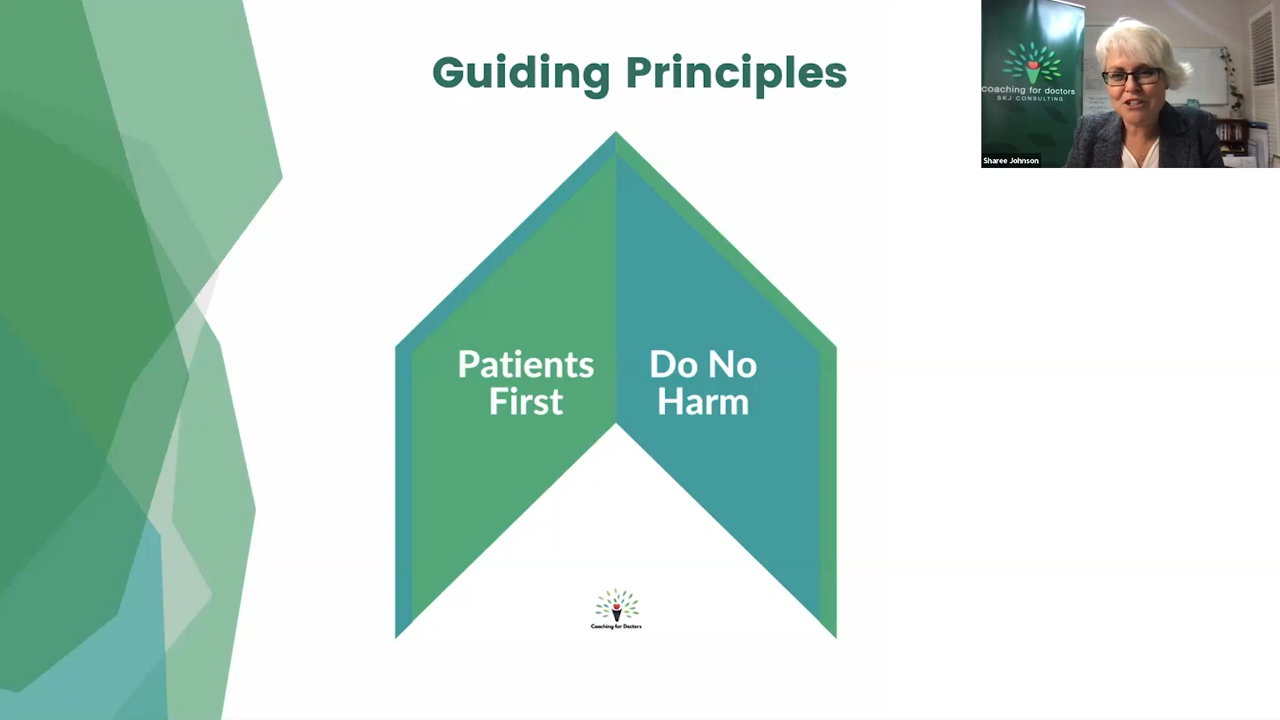 Guiding Principles
coaching for doctors
SKJ CONSULTING
Sharee Johnson
Patients
First
Do No
Harm
Coaching for Doctors